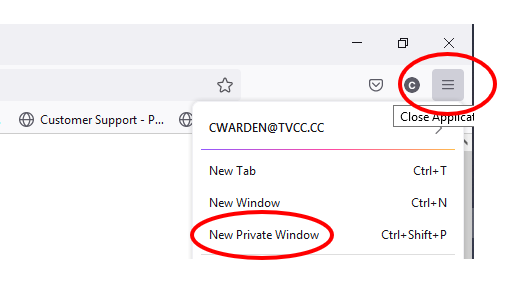 C
Customer Support - P...
Close Applicat
CWARDEN@TVCC.CC
New Tab Ctrl+T
New Window Ctrl+N
New Private Window Ctrl+Shift+P